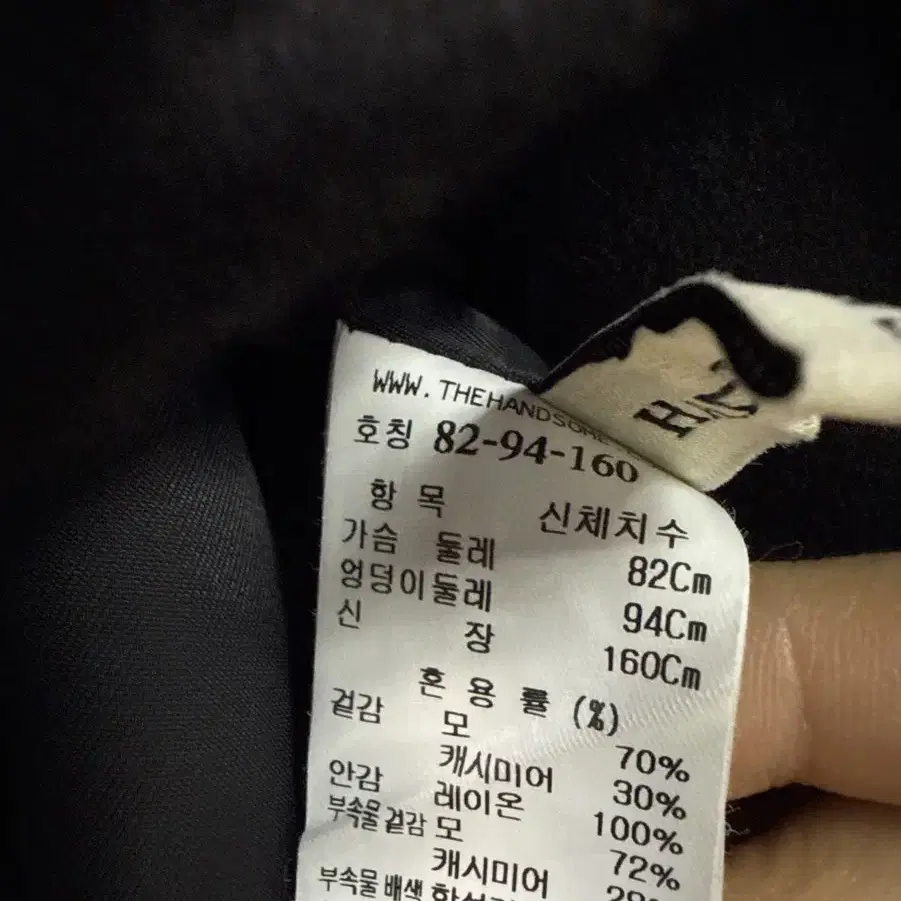 WWW.THEHANDSOME
호칭 82-94-160
항 목 신체치수
가슴 둘레 82Cm
엉덩이둘레 94Cm
신 장 160Cm
혼 용 률 (%)
겉감 모 70%
캐시미어 30%
안감 레이온 100%
부속물겉감 모 72%
캐시미어
부속물 배색